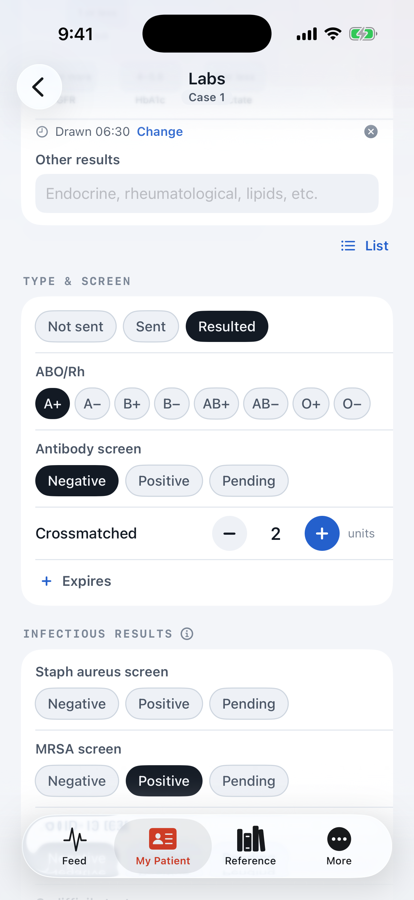 9:41
Labs
Case 1
Drawn 06:30 Change
Other results
Endocrine, rheumatological, lipids, etc.
List
TYPE & SCREEN
Not sent Sent Resulted
ABO/Rh
A+ A− B+ B− AB+ AB− O+ O−
Antibody screen
Negative Positive Pending
Crossmatched − 2 + units
+ Expires
INFECTIOUS RESULTS
Staph aureus screen
Negative Positive Pending
MRSA screen
Negative Positive Pending
Feed My Patient Reference More